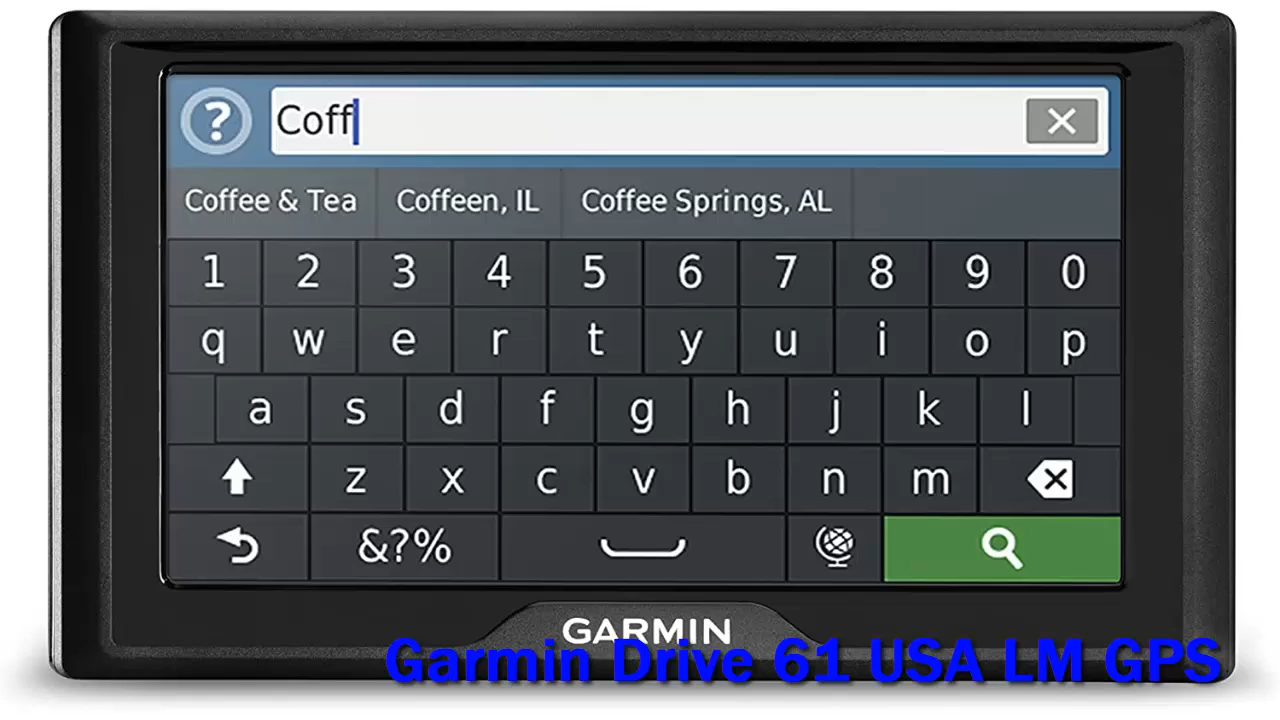 ? Coff
Coffee & Tea Coffeen, IL Coffee Springs, AL
1 2 3 4 5 6 7 8 9 0
q w e r t y u i o p
a s d f g h j k l
z x c v b n m
&?%
GARMIN
Garmin Drive 61 USA LM GPS